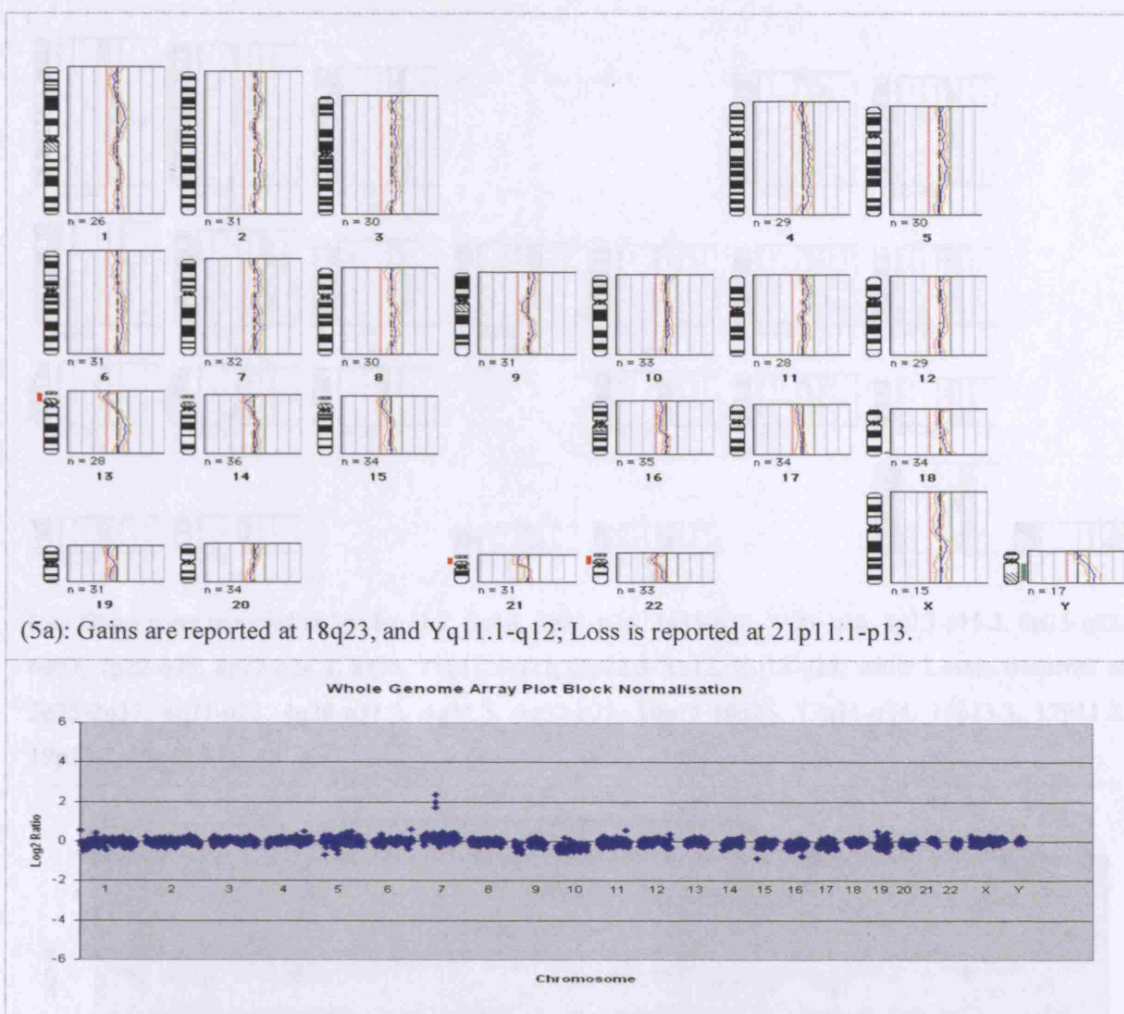 n = 26 n = 31 n = 30 n = 29 n = 30
1 2 3 4 5
n = 31 n = 32 n = 30 n = 31 n = 33 n = 28 n = 29
6 7 8 9 10 11 12
n = 28 n = 36 n = 34 n = 35 n = 34 n = 34
13 14 15 16 17 18
n = 31 n = 34 n = 31 n = 33 n = 15 n = 17
19 20 21 22 X Y
(5a): Gains are reported at 18q23, and Yq11.1-q12; Loss is reported at 21p11.1-p13.
Whole Genome Array Plot Block Normalisation
6
4
2
0
-2
-4
-6
Log2 Ratio
1 2 3 4 5 6 7 8 9 10 11 12 13 14 15 16 17 18 19 20 21 22 X Y
Chromosome